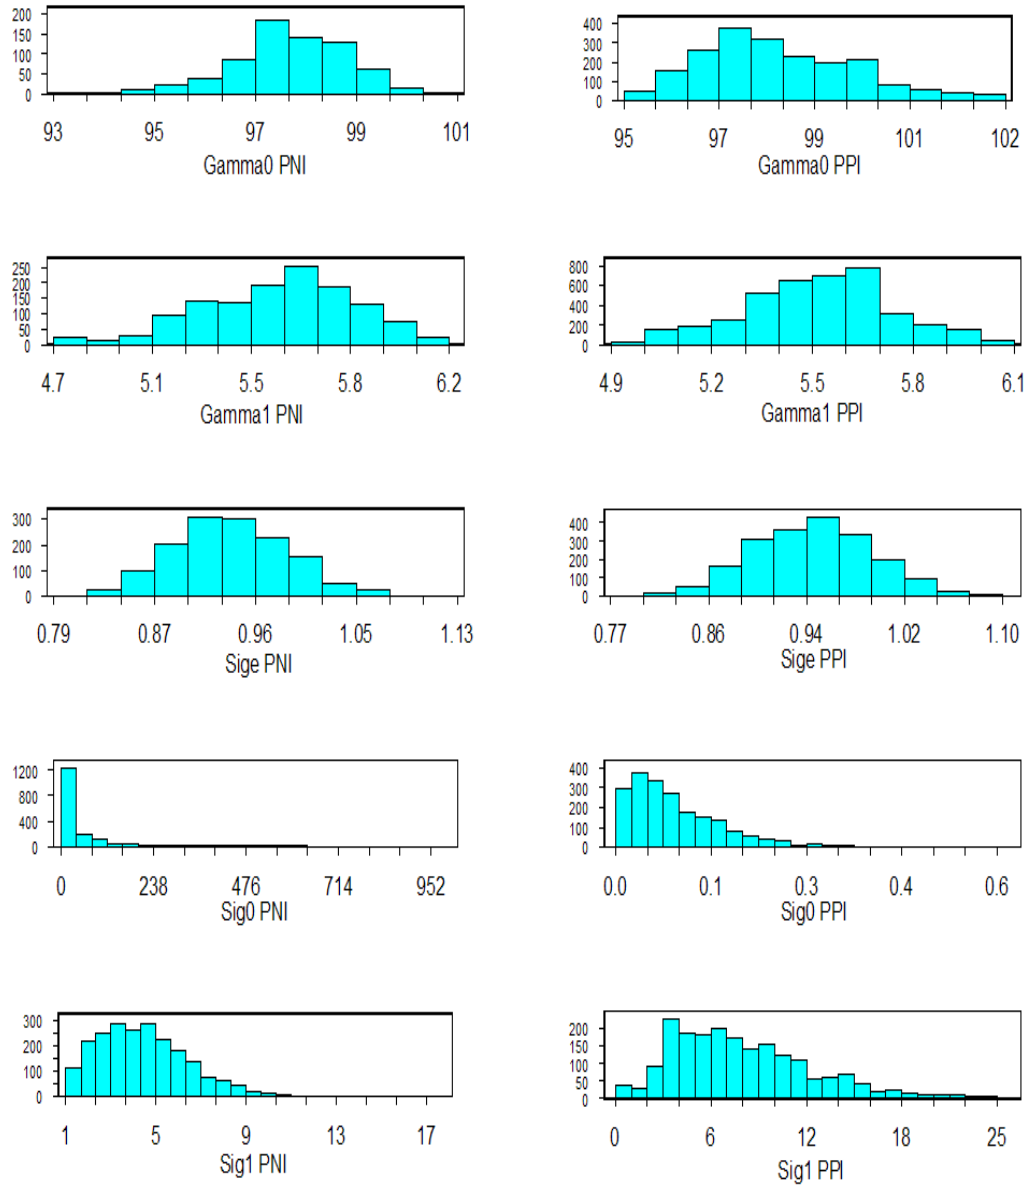 200
150
100
50
0
93 95 97 99 101
Gamma0 PNI
400
300
200
100
0
95 97 99 101 102
Gamma0 PPI
250
200
150
100
50
0
4.7 5.1 5.5 5.8 6.2
Gamma1 PNI
800
600
400
200
0
4.9 5.2 5.5 5.8 6.1
Gamma1 PPI
300
200
100
0
0.79 0.87 0.96 1.05 1.13
Sige PNI
400
300
200
100
0
0.77 0.86 0.94 1.02 1.10
Sige PPI
1200
800
400
0
0 238 476 714 952
Sig0 PNI
400
300
200
100
0
0.0 0.1 0.3 0.4 0.6
Sig0 PPI
300
200
100
0
1 5 9 13 17
Sig1 PNI
200
150
100
50
0
0 6 12 18 25
Sig1 PPI